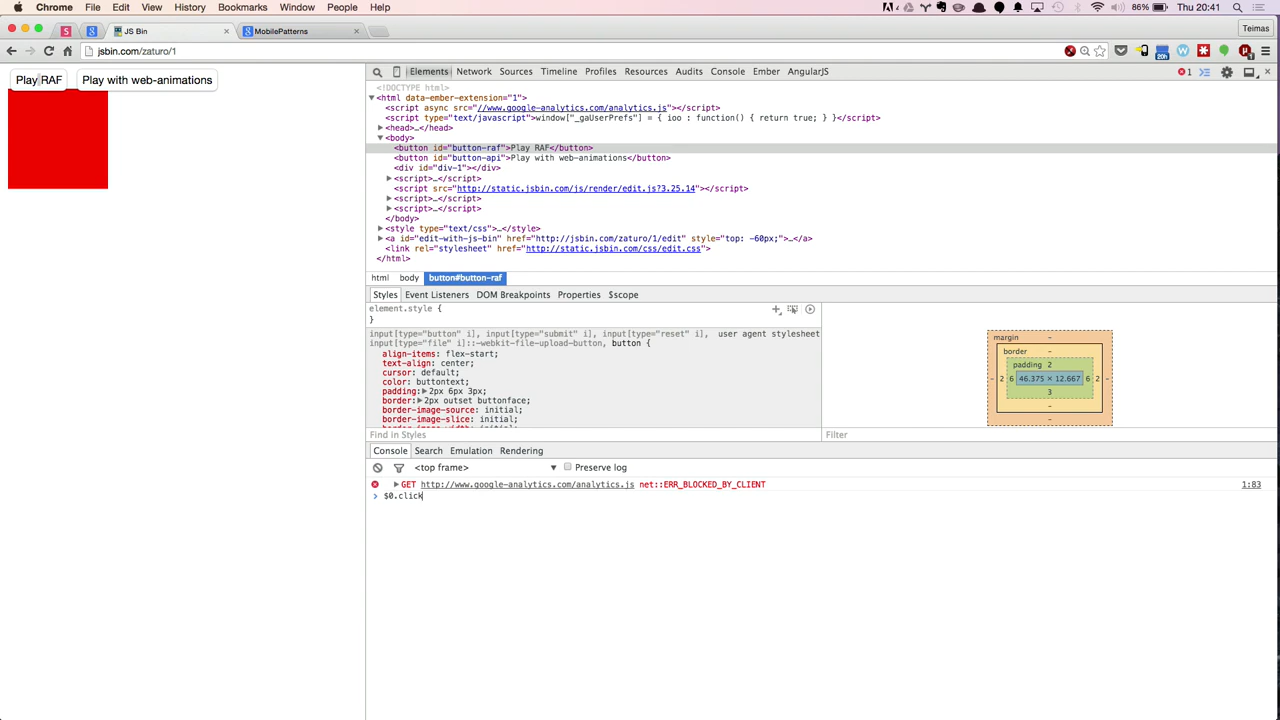 Chrome File Edit View History Bookmarks Window People Help 4 86% Thu 20:41
JS Bin MobilePatterns Teimas
jsbin.com/zaturo/1
Play RAF Play with web-animations
Elements Network Sources Timeline Profiles Resources Audits Console Ember AngularJS 1
<!DOCTYPE html>
<html data-ember-extension="1">
<script async src="//www.google-analytics.com/analytics.js"></script>
<script type="text/javascript">window["_gaUserPrefs"] = { ioo : function() { return true; } }</script>
<head>…</head>
<body>
<button id="button-raf">Play RAF</button>
<button id="button-api">Play with web-animations</button>
<div id="div-1"></div>
<script>…</script>
<script src="http://static.jsbin.com/js/render/edit.js?3.25.14"></script>
<script>…</script>
<script>…</script>
</body>
<style type="text/css">…</style>
<a id="edit-with-js-bin" href="http://jsbin.com/zaturo/1/edit" style="top: -60px;">…</a>
<link rel="stylesheet" href="http://static.jsbin.com/css/edit.css">
</html>
html body button#button-raf
Styles Event Listeners DOM Breakpoints Properties $scope
element.style {
}
input[type="button" i], input[type="submit" i], input[type="reset" i], user agent stylesheet
input[type="file" i]::-webkit-file-upload-button, button {
align-items: flex-start;
text-align: center;
cursor: default;
color: buttontext;
padding: 2px 6px 3px;
border: 2px outset buttonface;
border-image-source: initial;
border-image-slice: initial;
margin -
border -
padding 2
- 2 6 46.375 × 12.667 6 2 -
3
-
-
Find in Styles Filter
Console Search Emulation Rendering
<top frame> Preserve log
GET http://www.google-analytics.com/analytics.js net::ERR_BLOCKED_BY_CLIENT 1:83
> $0.click